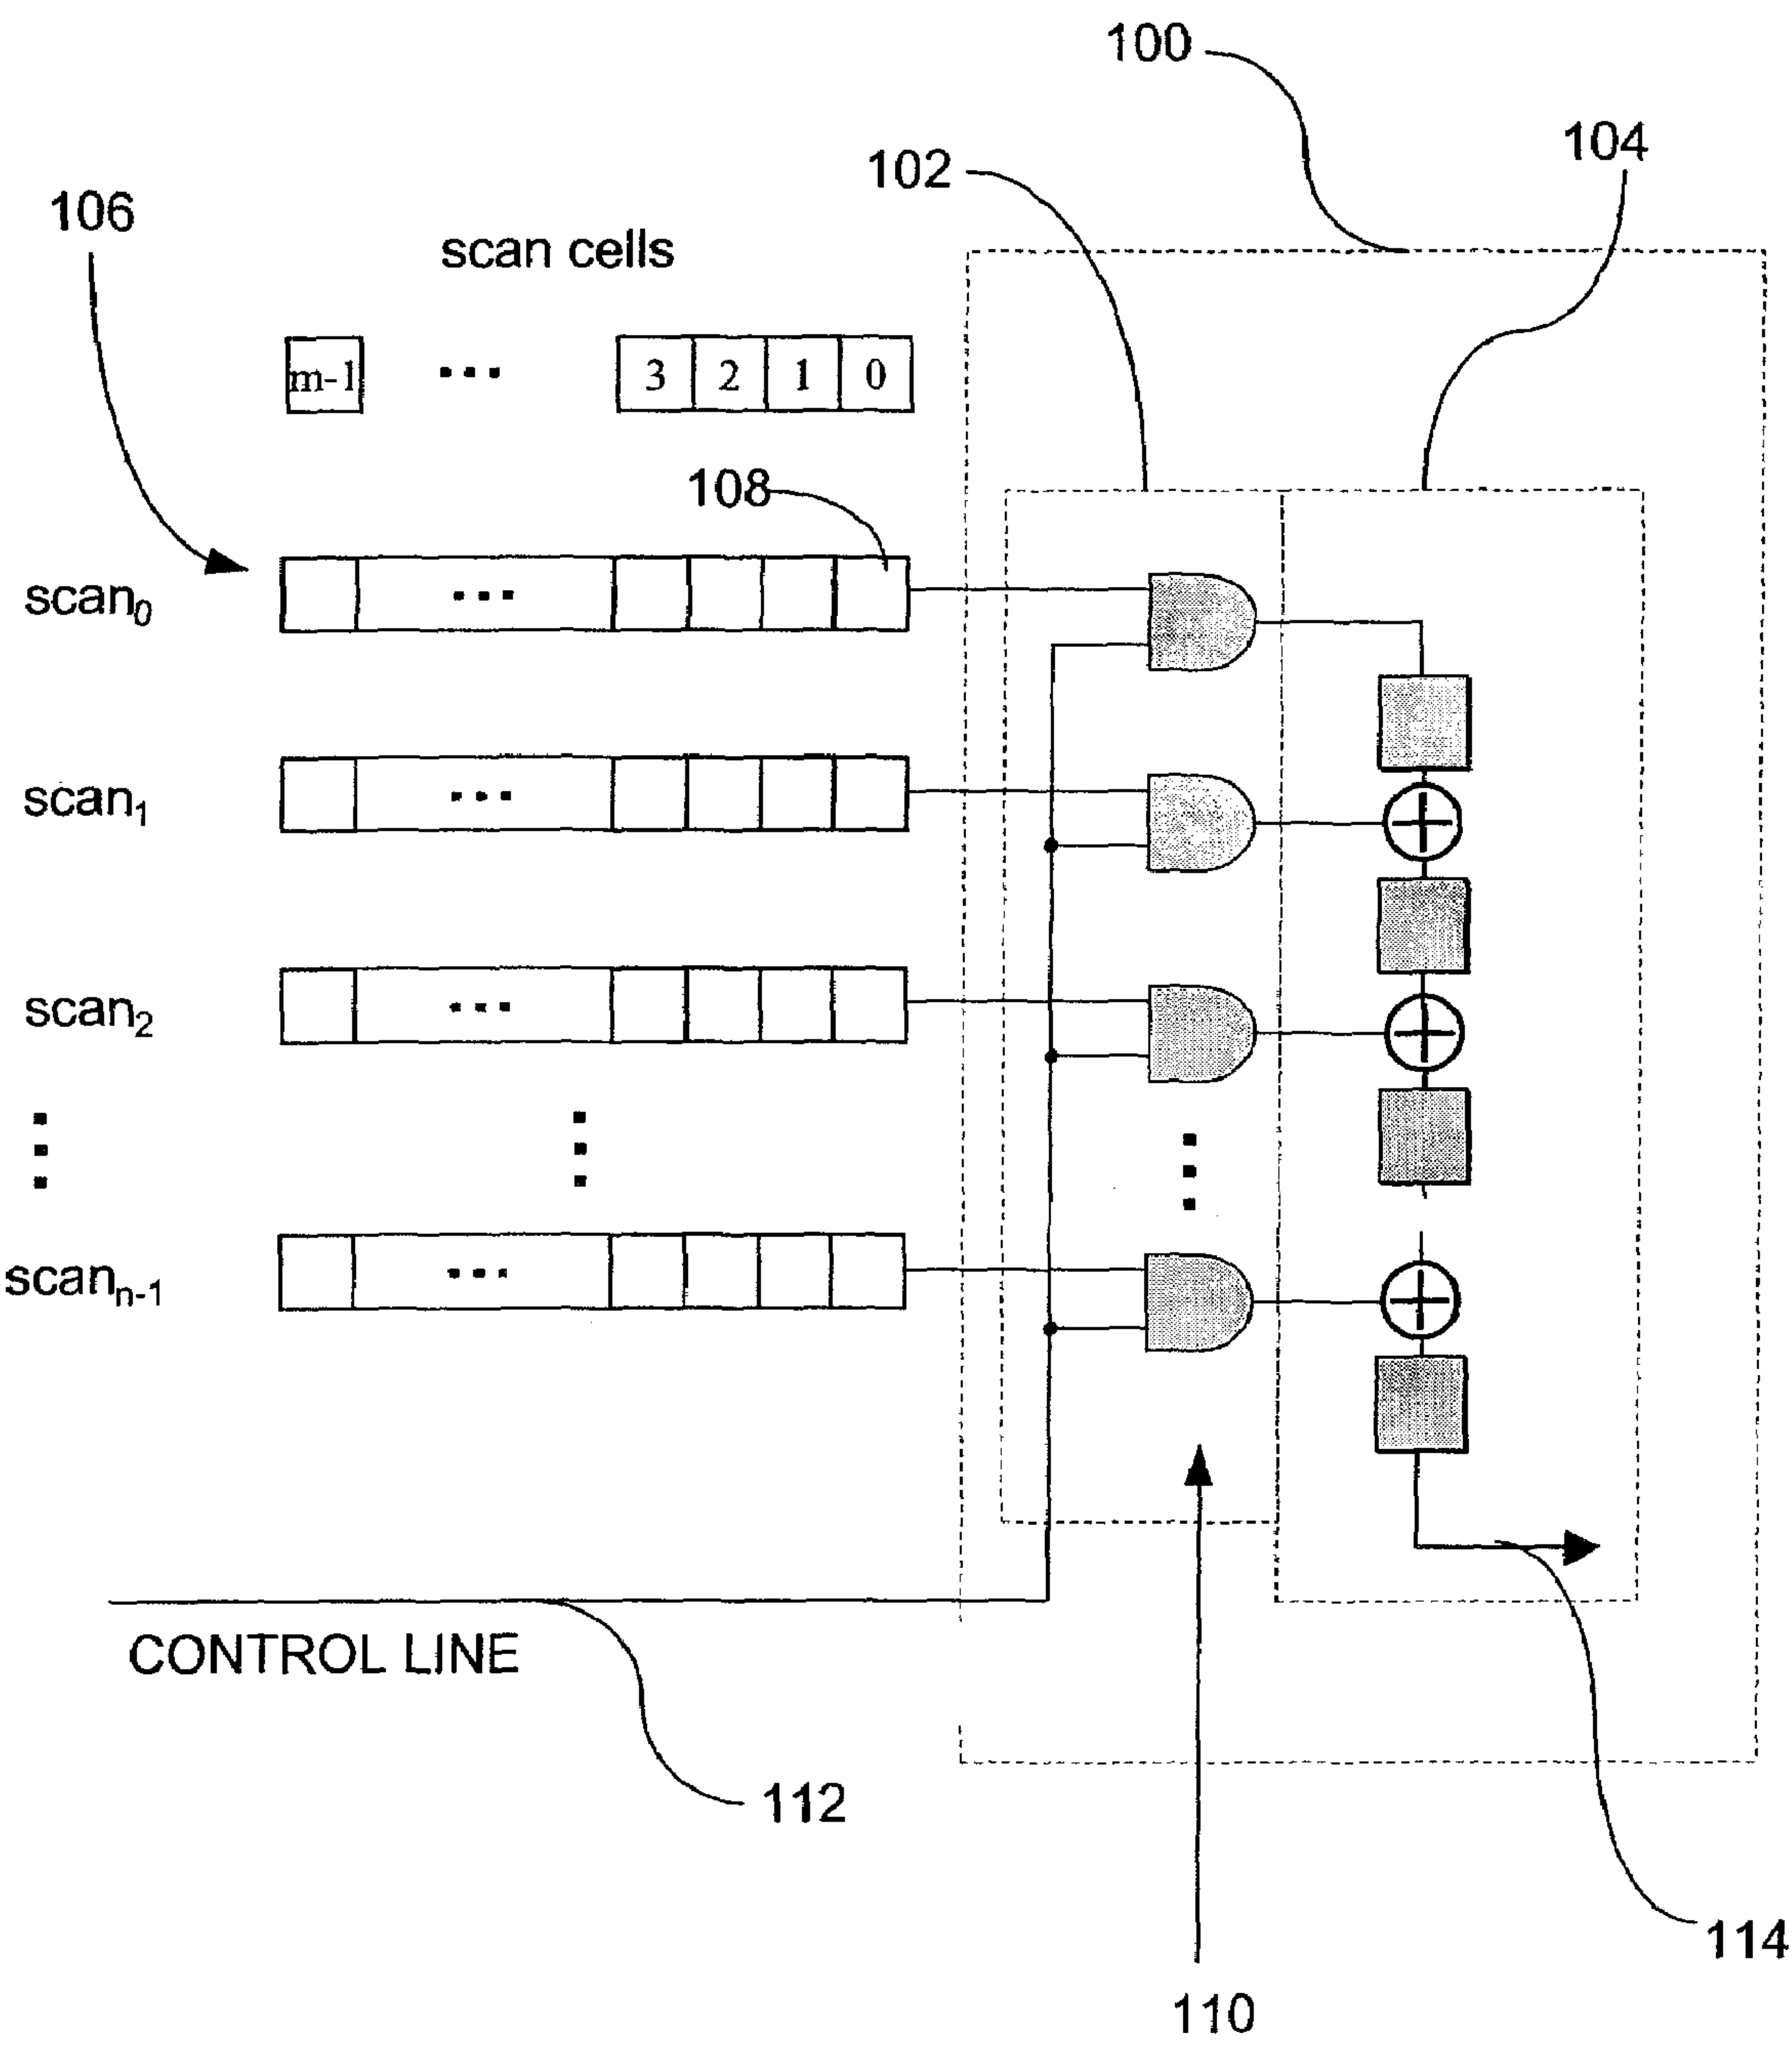 100
104
102
106
scan cells
m-1 ... 3 2 1 0
108
scan0
...
scan1
...
scan2
...
scann-1
...
CONTROL LINE
112
114
110